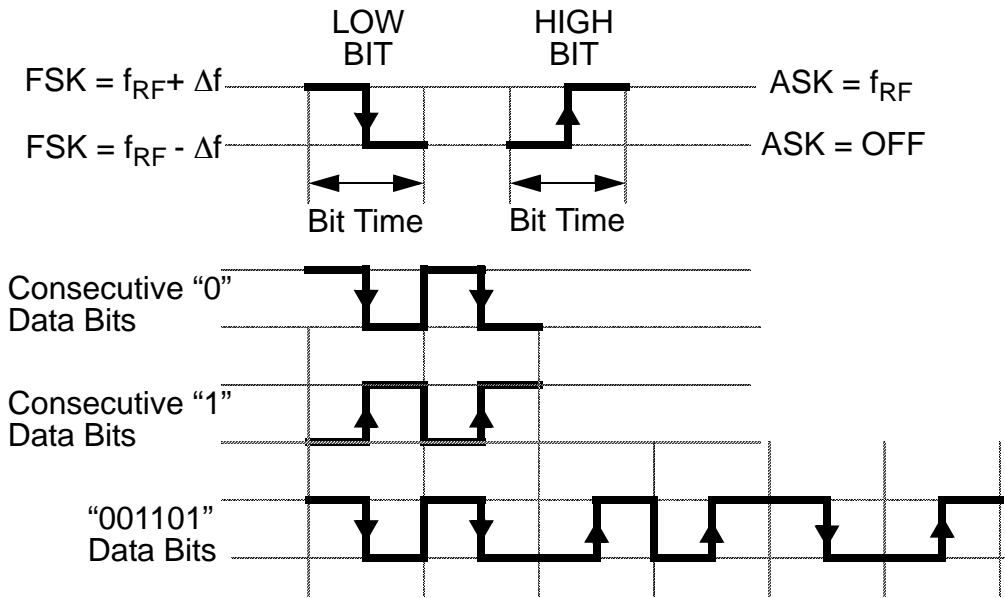 LOW
BIT
HIGH
BIT
FSK = fRF+ Δf
ASK = fRF
FSK = fRF - Δf
ASK = OFF
Bit Time
Bit Time
Consecutive “0”
Data Bits
Consecutive “1”
Data Bits
“001101”
Data Bits